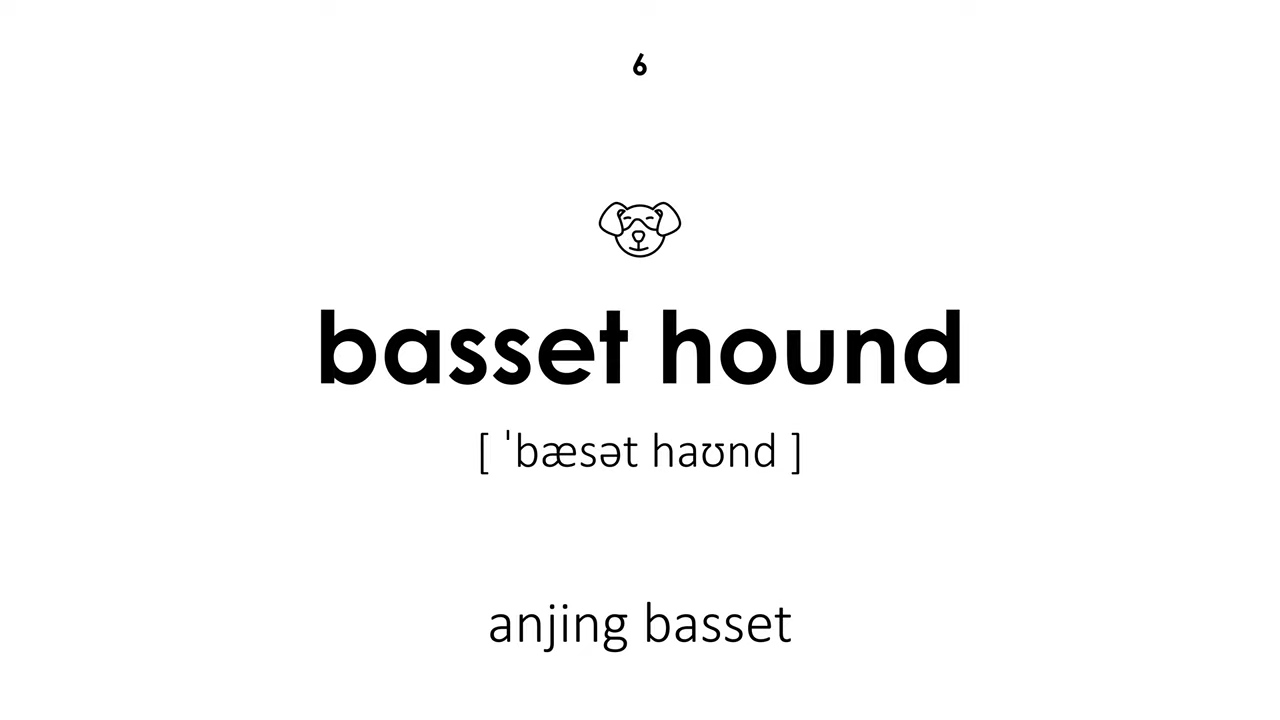 6
basset hound
[ ˈbæsət haʊnd ]
anjing basset